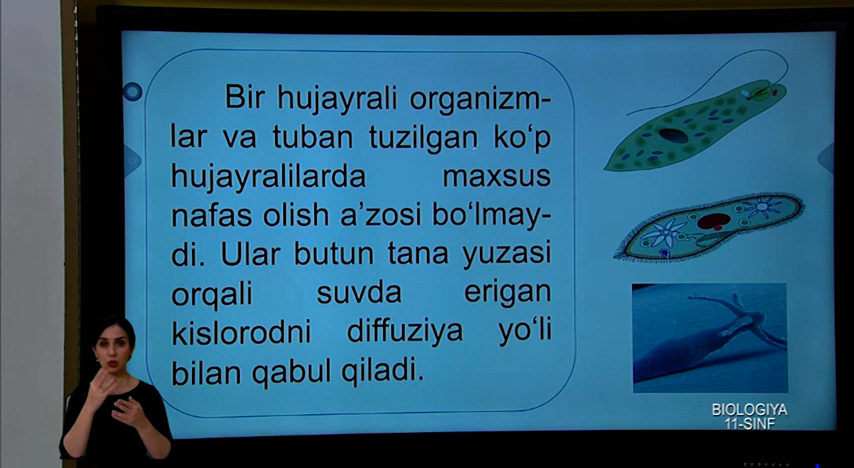 Bir hujayrali organizm-
lar va tuban tuzilgan ko‘p
hujayralilarda maxsus
nafas olish a’zosi bo‘lmay-
di. Ular butun tana yuzasi
orqali suvda erigan
kislorodni diffuziya yo‘li
bilan qabul qiladi.
BIOLOGIYA
11-SINF